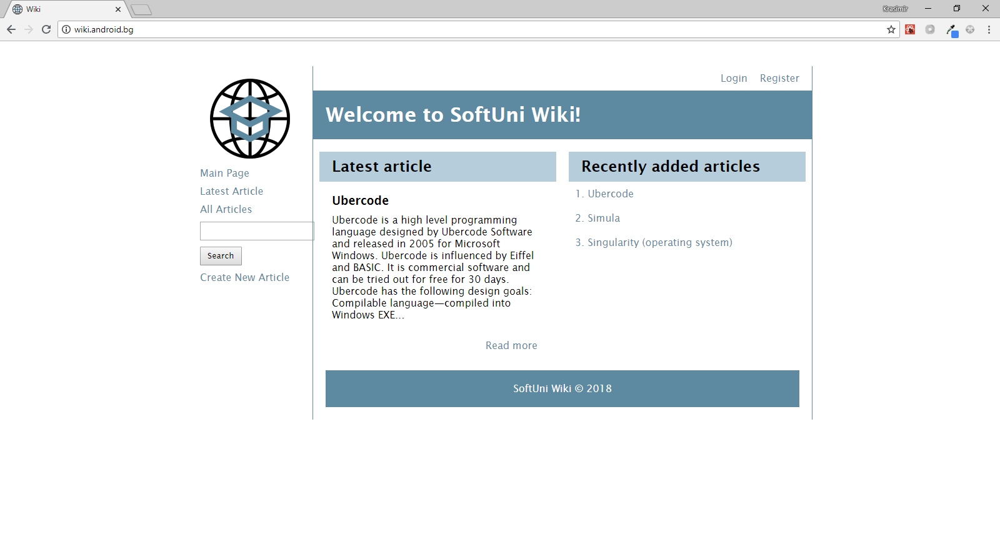 Wiki
Krasimir
wiki.android.bg
Login Register
Welcome to SoftUni Wiki!
Main Page
Latest Article
All Articles
Search
Create New Article
Latest article
Ubercode
Ubercode is a high level programming
language designed by Ubercode Software
and released in 2005 for Microsoft
Windows. Ubercode is influenced by Eiffel
and BASIC. It is commercial software and
can be tried out for free for 30 days.
Ubercode has the following design goals:
Compilable language—compiled into
Windows EXE...
Read more
Recently added articles
1. Ubercode
2. Simula
3. Singularity (operating system)
SoftUni Wiki © 2018